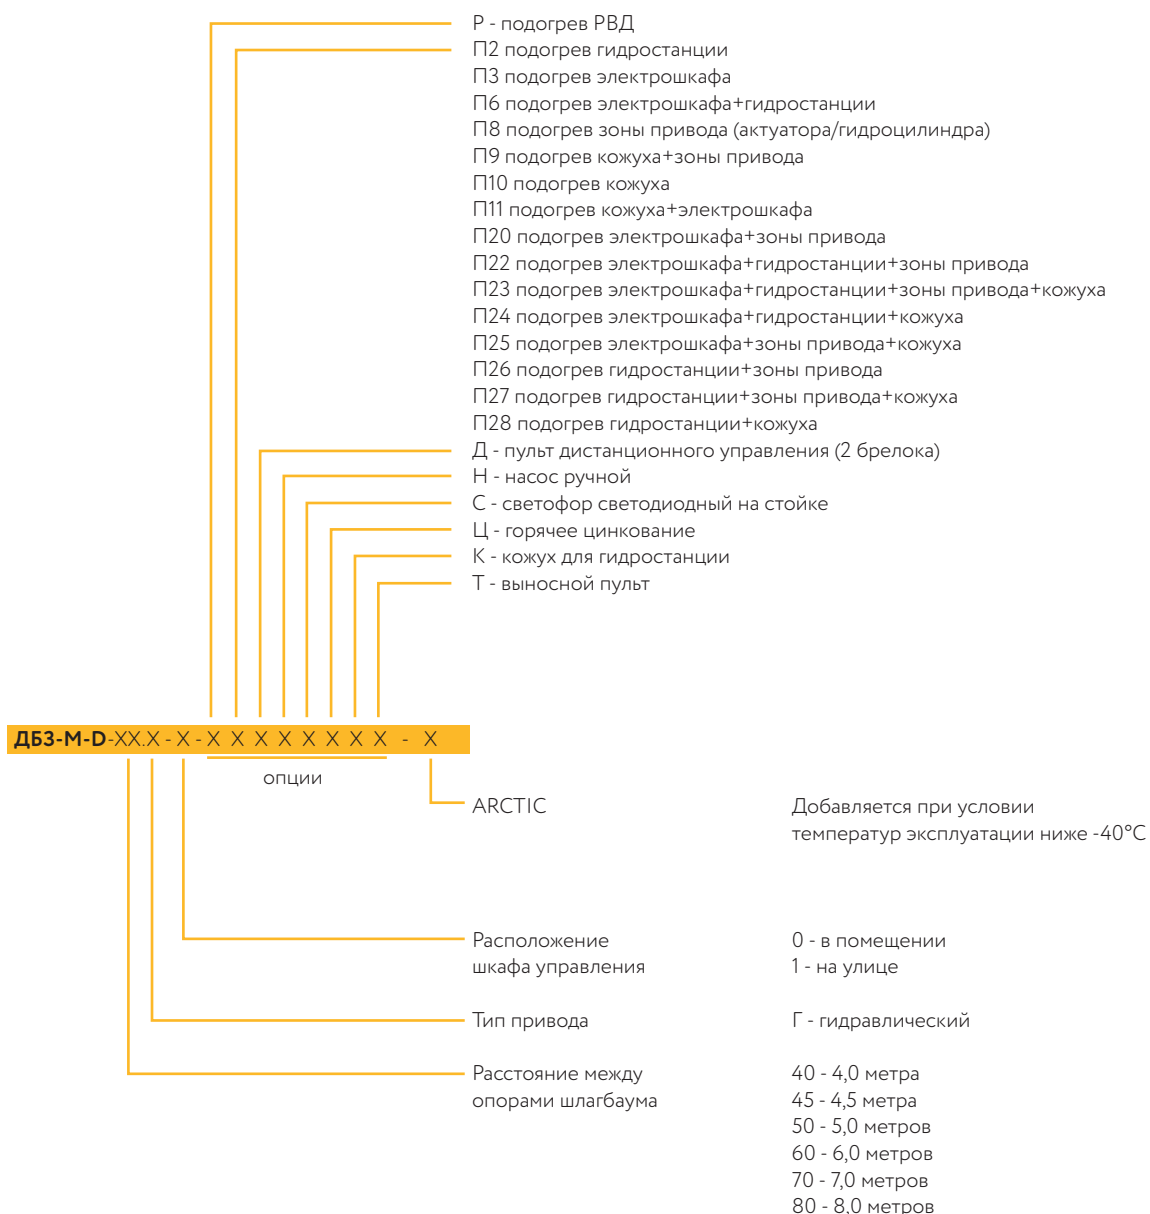 Р - подогрев РВД
П2 подогрев гидростанции
П3 подогрев электрошкафа
П6 подогрев электрошкафа+гидростанции
П8 подогрев зоны привода (актуатора/гидроцилиндра)
П9 подогрев кожуха+зоны привода
П10 подогрев кожуха
П11 подогрев кожуха+электрошкафа
П20 подогрев электрошкафа+зоны привода
П22 подогрев электрошкафа+гидростанции+зоны привода
П23 подогрев электрошкафа+гидростанции+зоны привода+кожуха
П24 подогрев электрошкафа+гидростанции+кожуха
П25 подогрев электрошкафа+зоны привода+кожуха
П26 подогрев гидростанции+зоны привода
П27 подогрев гидростанции+зоны привода+кожуха
П28 подогрев гидростанции+кожуха
Д - пульт дистанционного управления (2 брелока)
Н - насос ручной
С - светофор светодиодный на стойке
Ц - горячее цинкование
К - кожух для гидростанции
Т - выносной пульт
ДБЗ-М-D-XX.X - X - X X X X X X X X - X
опции
ARCTIC
Добавляется при условии
температур эксплуатации ниже -40°С
Расположение
шкафа управления
0 - в помещении
1 - на улице
Тип привода
Г - гидравлический
Расстояние между
опорами шлагбаума
40 - 4,0 метра
45 - 4,5 метра
50 - 5,0 метров
60 - 6,0 метров
70 - 7,0 метров
80 - 8,0 метров